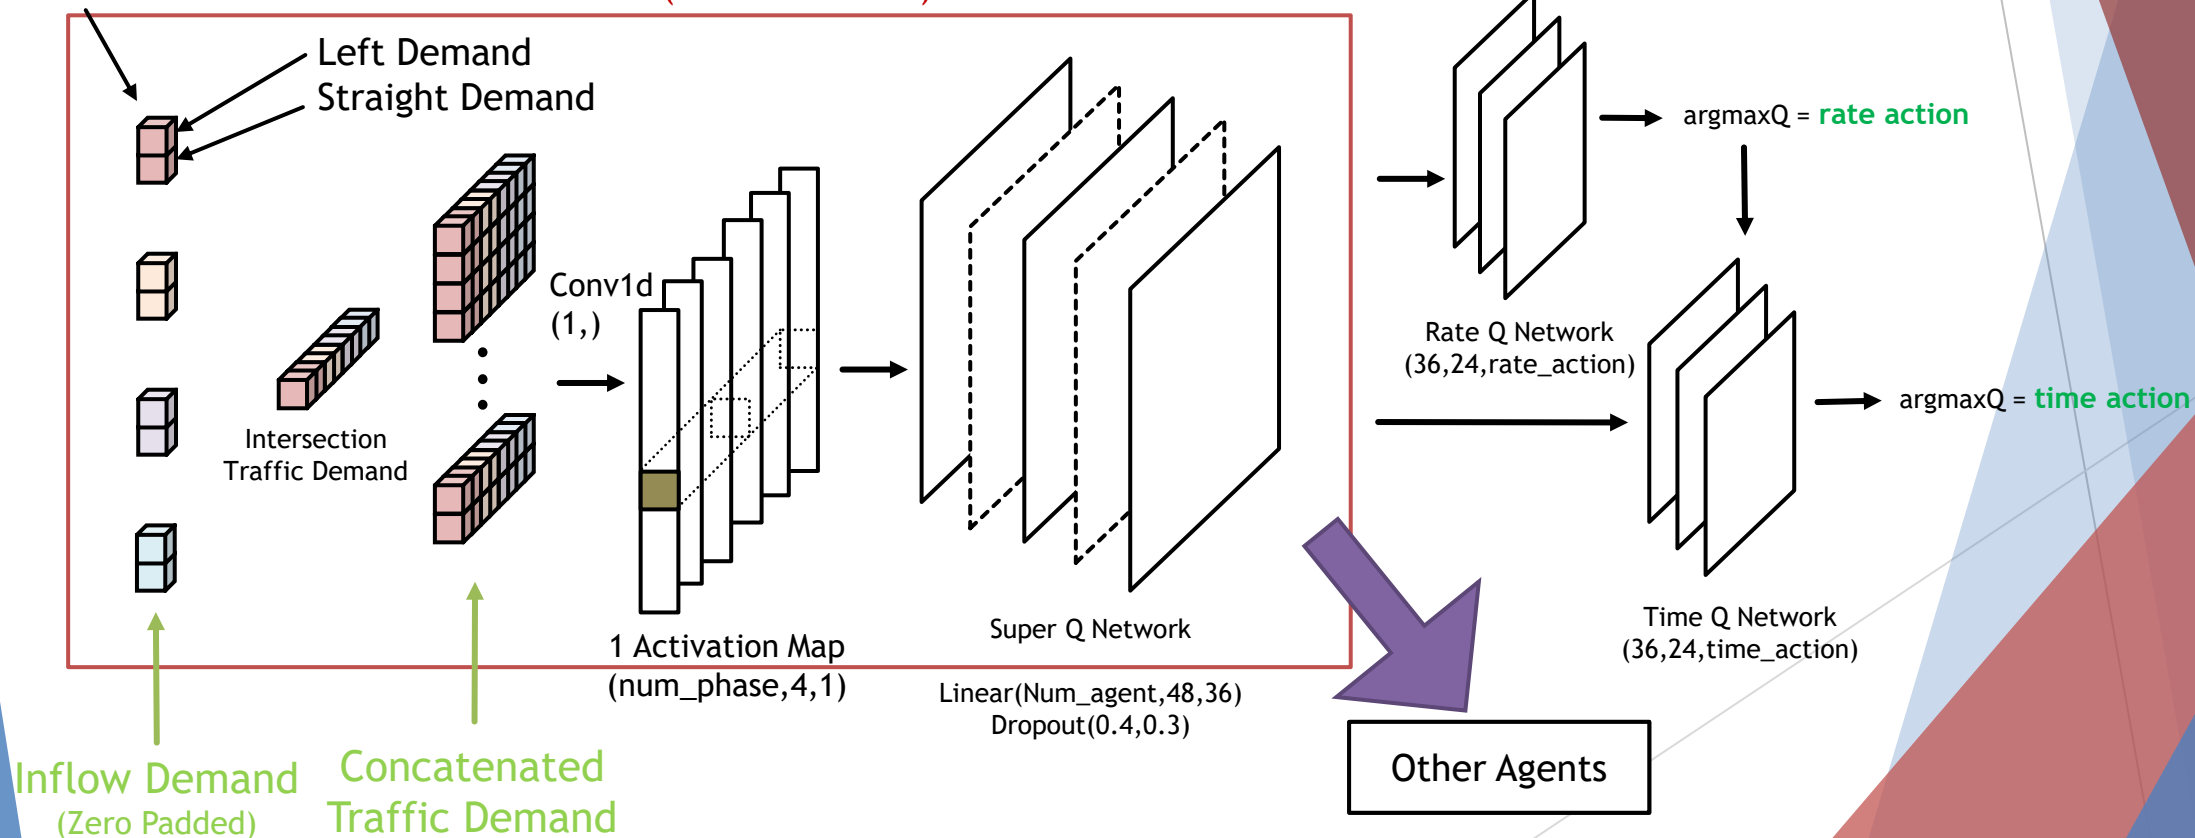 Left Demand
Straight Demand
argmaxQ = rate action
Conv1d
(1,)
Rate Q Network
(36,24,rate_action)
argmaxQ = time action
Intersection
Traffic Demand
Super Q Network
Time Q Network
(36,24,time_action)
1 Activation Map
(num_phase,4,1)
Linear(Num_agent,48,36)
Dropout(0.4,0.3)
Other Agents
Inflow Demand
(Zero Padded)
Concatenated
Traffic Demand